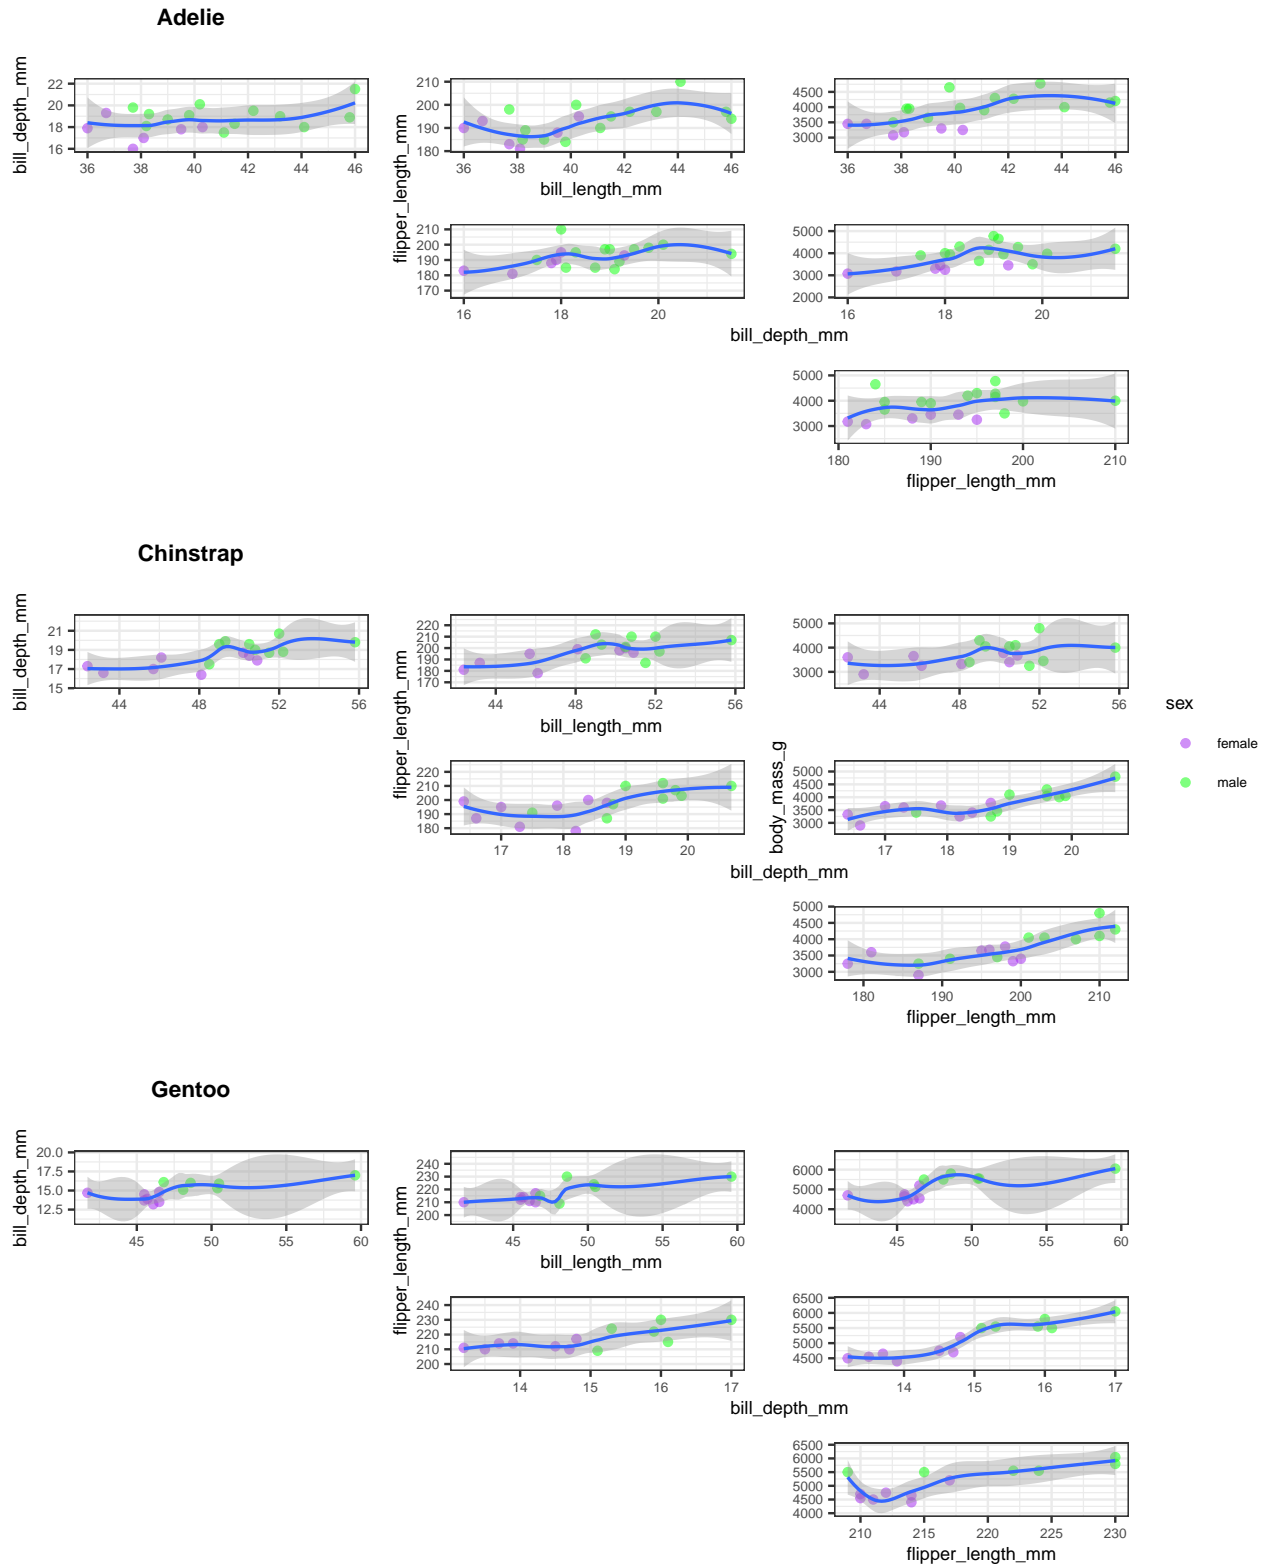 Adelie
bill_depth_mm
22
20
18
16
36 38 40 42 44 46
flipper_length_mm
210
200
190
180
36 38 40 42 44 46
bill_length_mm
4500
4000
3500
3000
36 38 40 42 44 46
210
200
190
180
170
16 18 20
5000
4000
3000
2000
16 18 20
bill_depth_mm
5000
4000
3000
180 190 200 210
flipper_length_mm
Chinstrap
bill_depth_mm
21
19
17
15
44 48 52 56
flipper_length_mm
220
210
200
190
180
170
44 48 52 56
bill_length_mm
5000
4000
3000
44 48 52 56
sex
female
male
220
210
200
190
180
17 18 19 20
body_mass_g
5000
4500
4000
3500
3000
17 18 19 20
bill_depth_mm
5000
4500
4000
3500
3000
180 190 200 210
flipper_length_mm
Gentoo
bill_depth_mm
20.0
17.5
15.0
12.5
45 50 55 60
flipper_length_mm
240
230
220
210
200
45 50 55 60
bill_length_mm
6000
5000
4000
45 50 55 60
240
230
220
210
200
14 15 16 17
6500
6000
5500
5000
4500
14 15 16 17
bill_depth_mm
6500
6000
5500
5000
4500
4000
210 215 220 225 230
flipper_length_mm